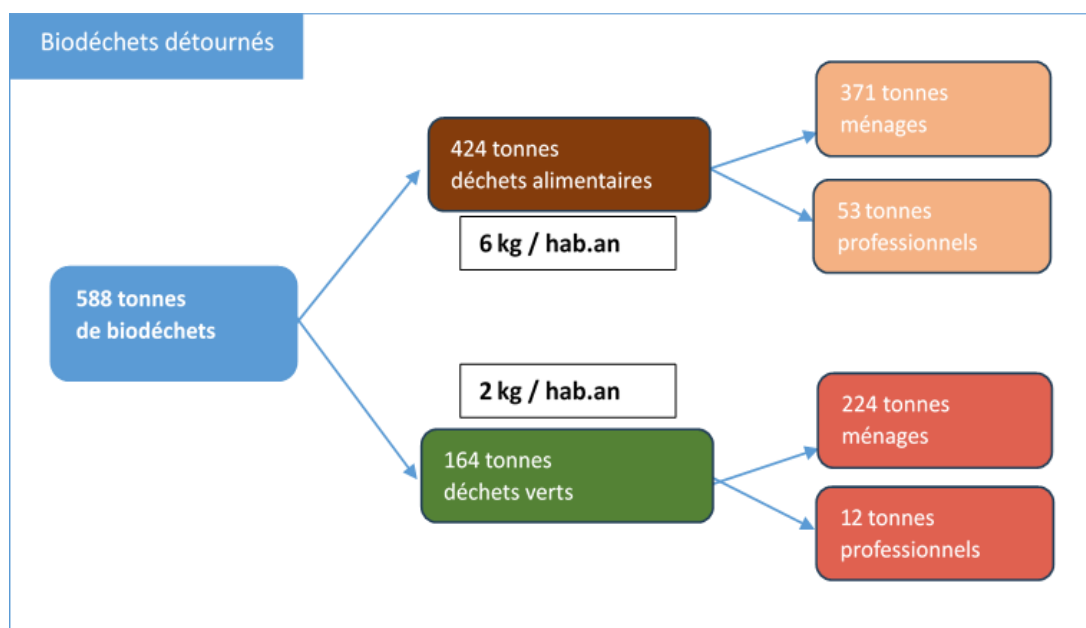 Biodéchets détournés
588 tonnes
de biodéchets
424 tonnes
déchets alimentaires
6 kg / hab.an
371 tonnes
ménages
53 tonnes
professionnels
2 kg / hab.an
164 tonnes
déchets verts
224 tonnes
ménages
12 tonnes
professionnels